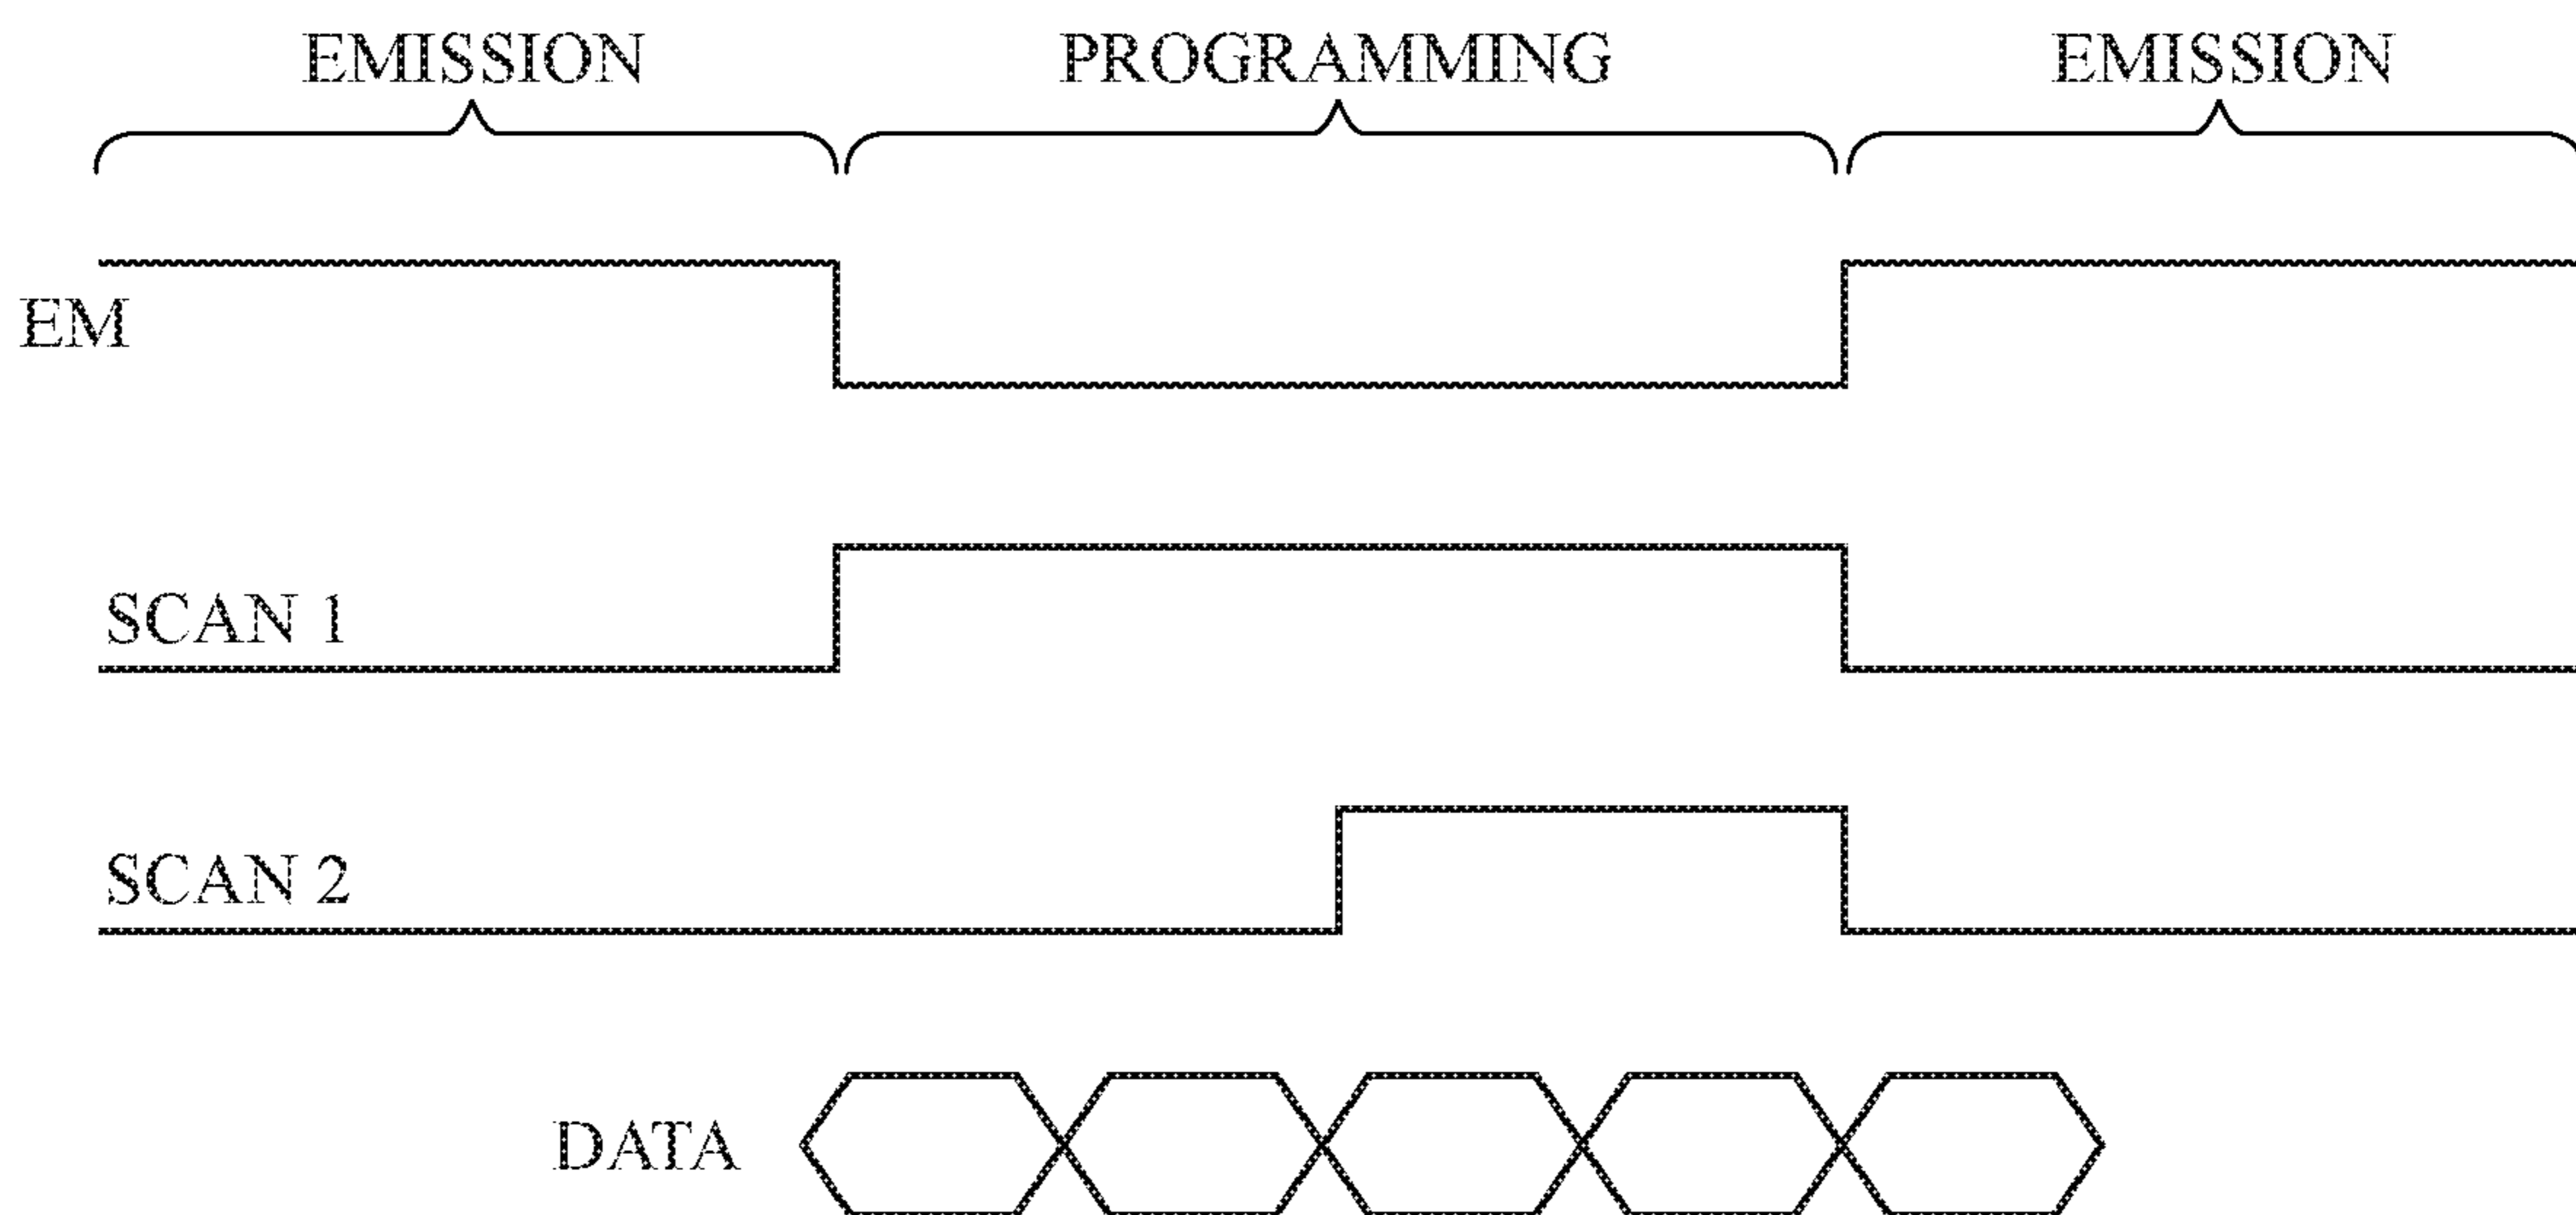 EMISSION PROGRAMMING EMISSION
EM
SCAN 1
SCAN 2
DATA